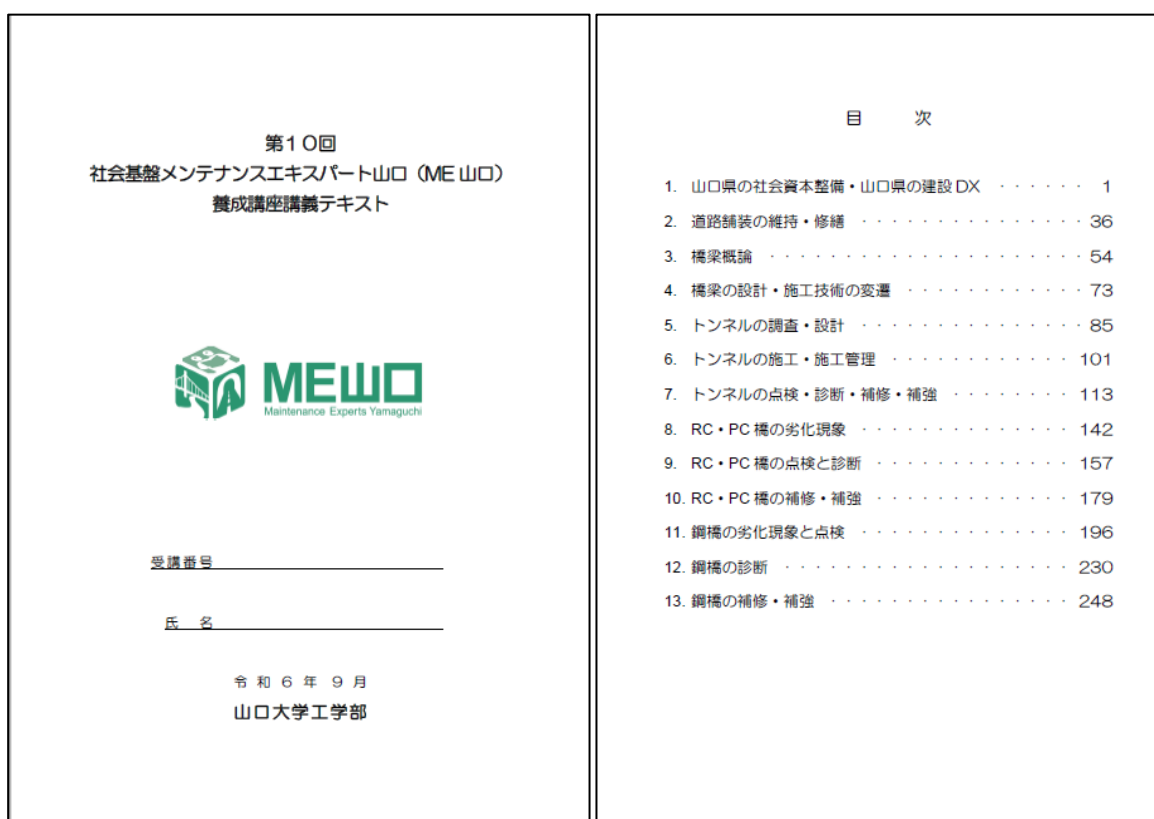 第10回
社会基盤メンテナンスエキスパート山口（ME山口）
養成講座講義テキスト
ME山口
Maintenance Experts Yamaguchi
受講番号
氏　名
令 和 6 年 9 月
山口大学工学部
目　次
1. 山口県の社会資本整備・山口県の建設DX ・・・・・・ 1
2. 道路舗装の維持・修繕 ・・・・・・・・・・・・・・・ 36
3. 橋梁概論 ・・・・・・・・・・・・・・・・・・・・・ 54
4. 橋梁の設計・施工技術の変遷 ・・・・・・・・・・・・ 73
5. トンネルの調査・設計 ・・・・・・・・・・・・・・・ 85
6. トンネルの施工・施工管理 ・・・・・・・・・・・・ 101
7. トンネルの点検・診断・補修・補強 ・・・・・・・・・ 113
8. RC・PC橋の劣化現象 ・・・・・・・・・・・・・・ 142
9. RC・PC橋の点検と診断 ・・・・・・・・・・・・・ 157
10. RC・PC橋の補修・補強 ・・・・・・・・・・・・・ 179
11. 鋼橋の劣化現象と点検 ・・・・・・・・・・・・・・ 196
12. 鋼橋の診断 ・・・・・・・・・・・・・・・・・・・ 230
13. 鋼橋の補修・補強 ・・・・・・・・・・・・・・・・ 248